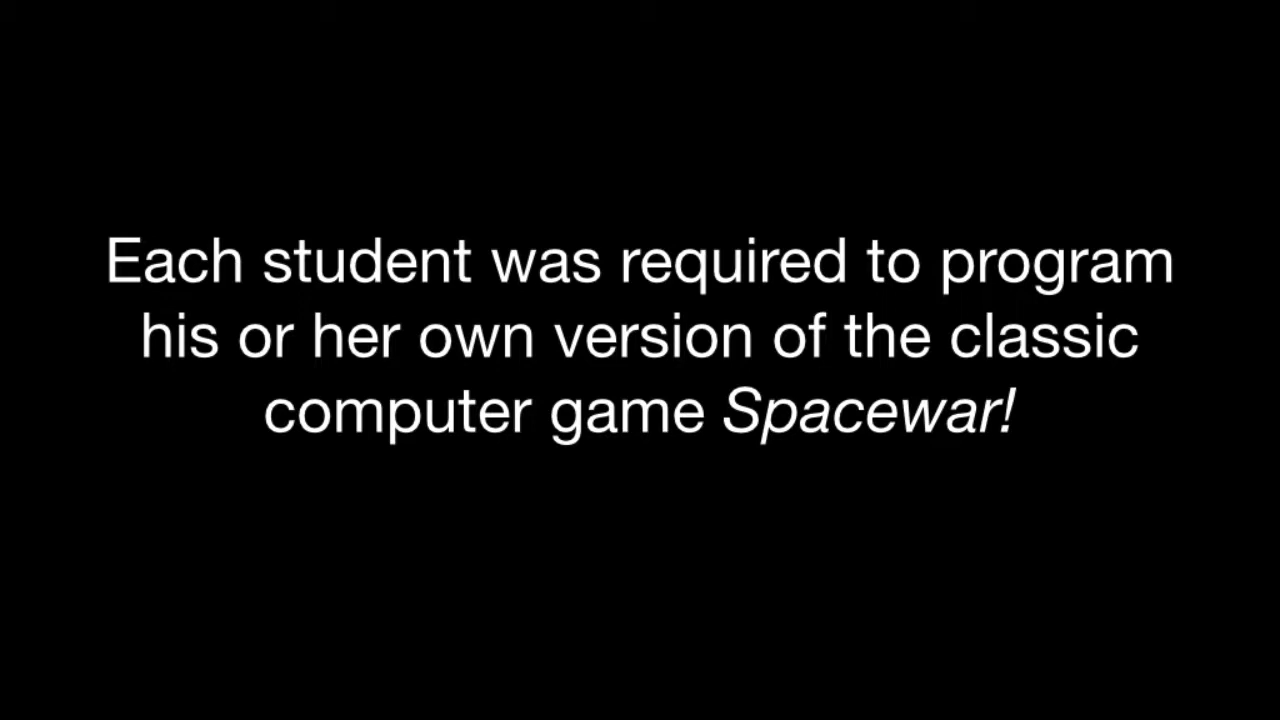 Each student was required to program
his or her own version of the classic
computer game Spacewar!